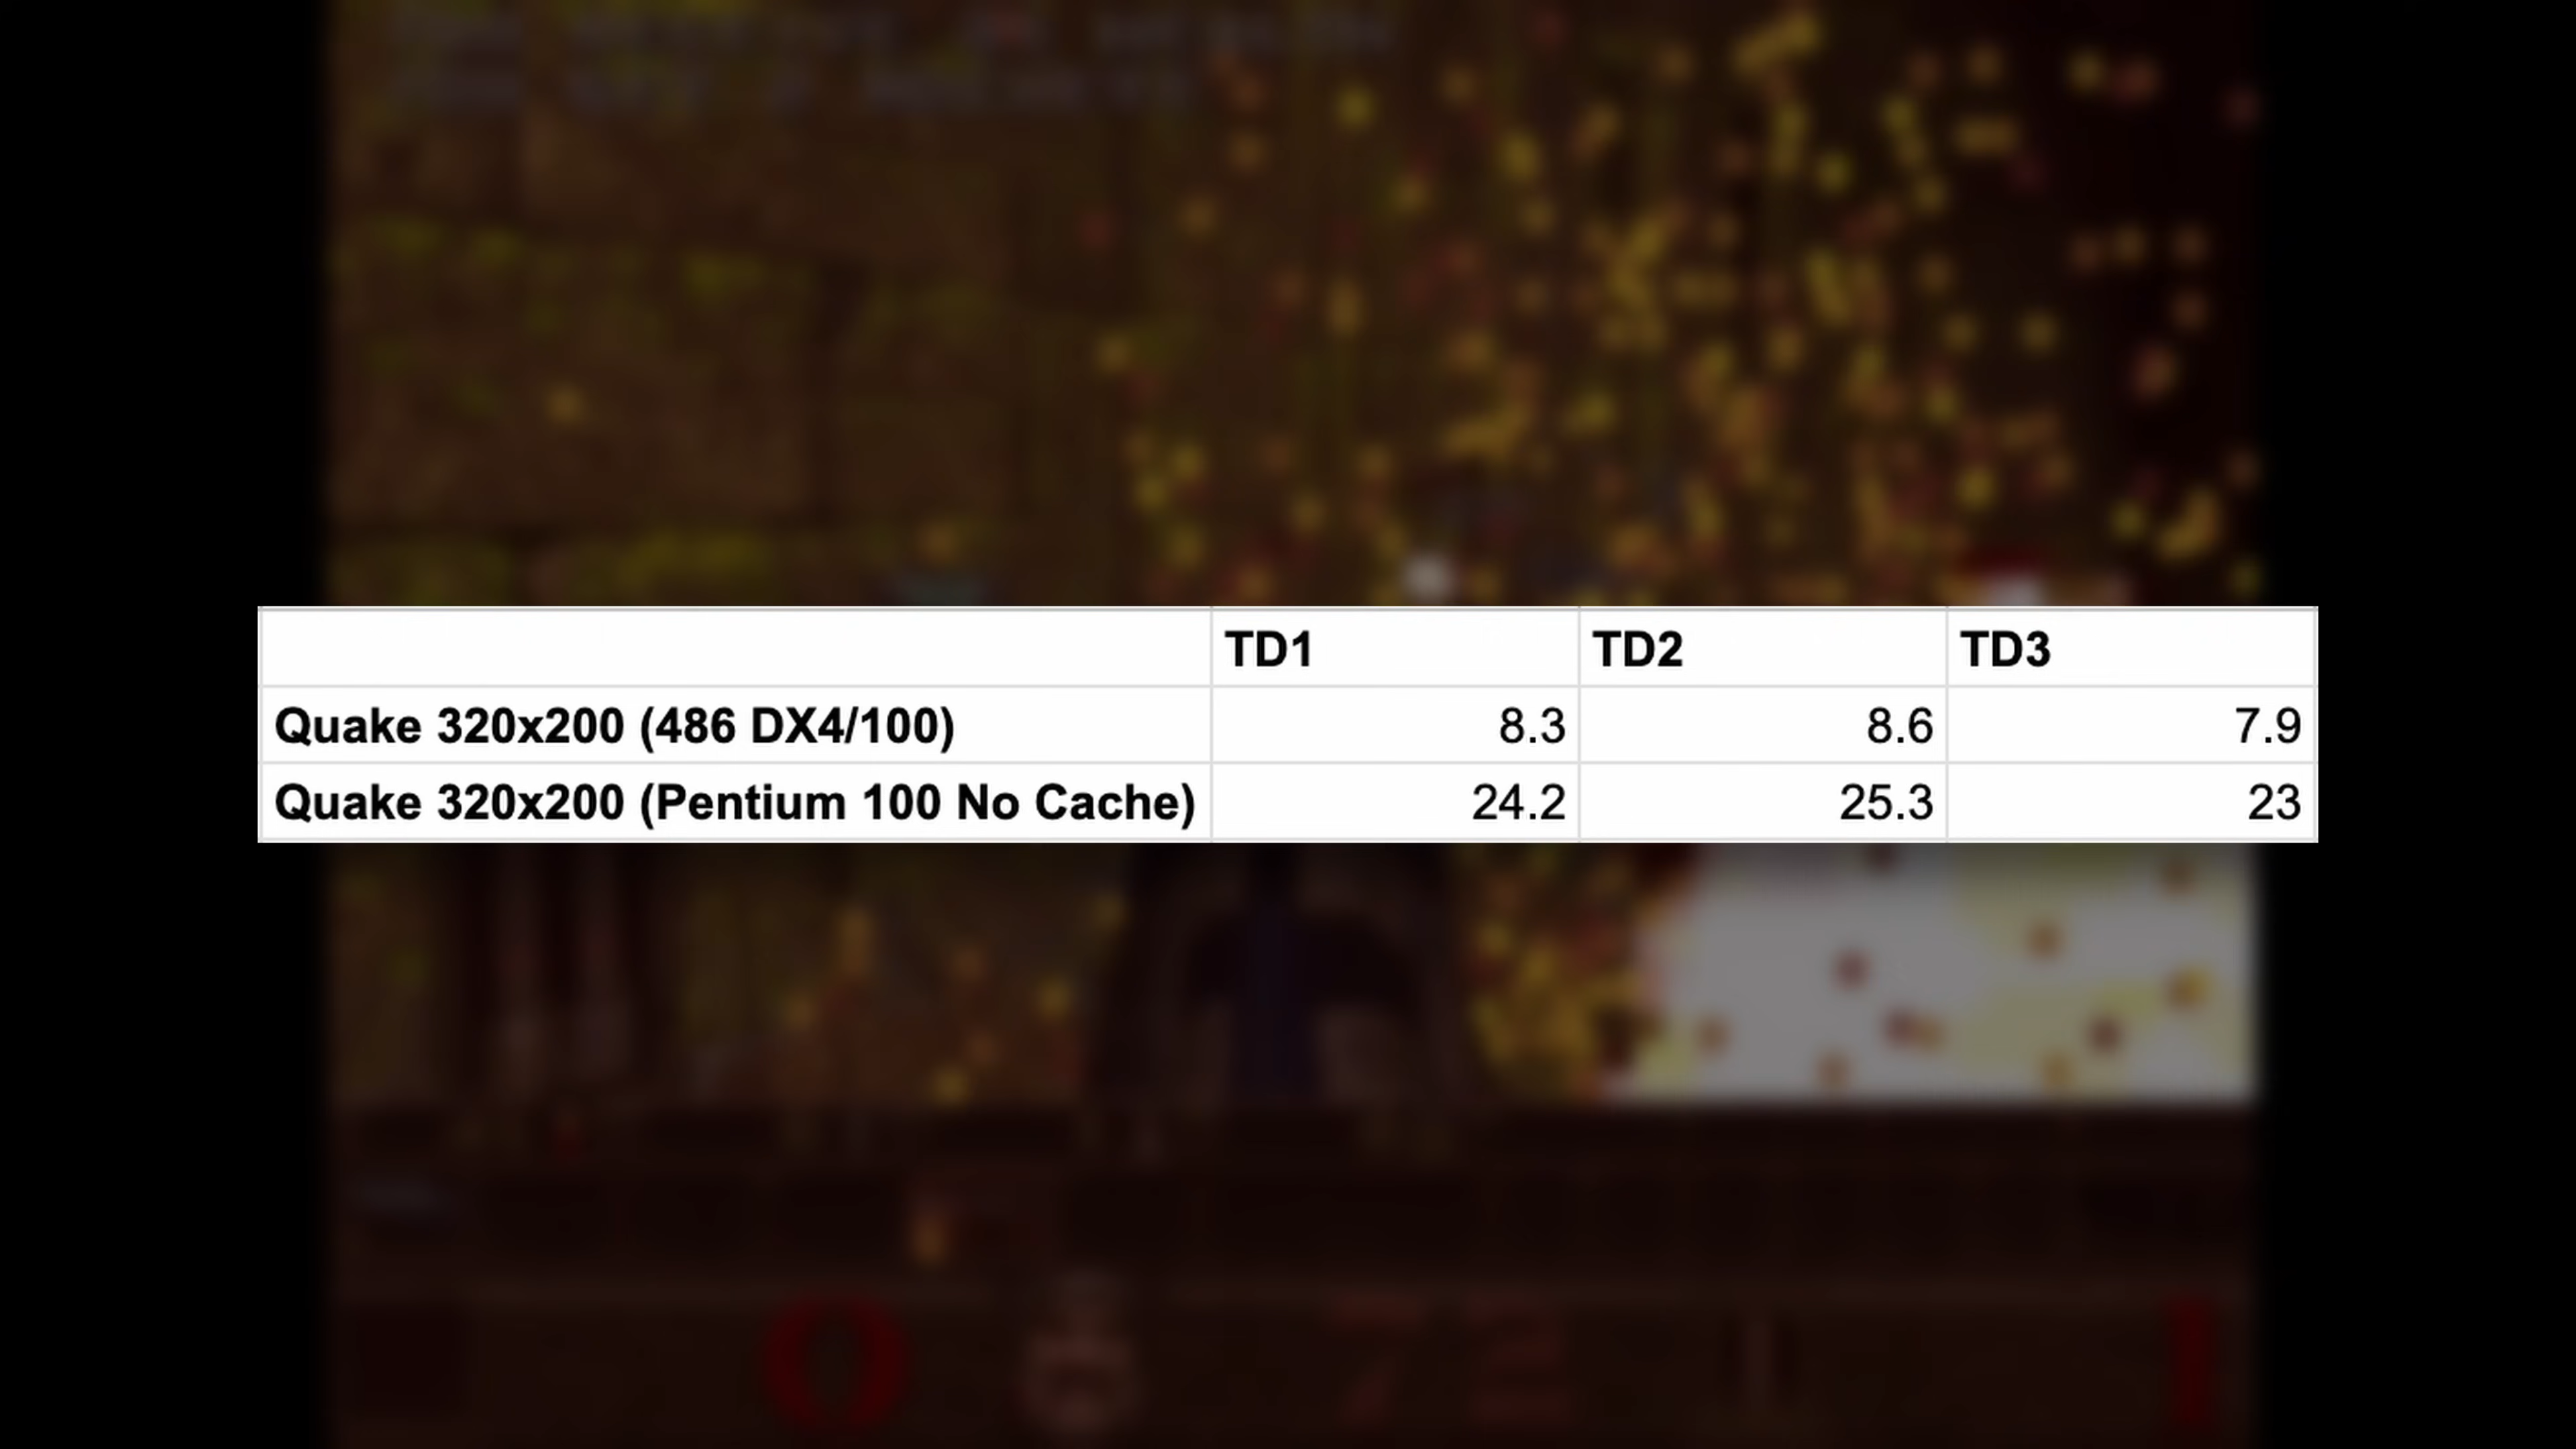 TD1 TD2 TD3
Quake 320x200 (486 DX4/100) 8.3 8.6 7.9
Quake 320x200 (Pentium 100 No Cache) 24.2 25.3 23